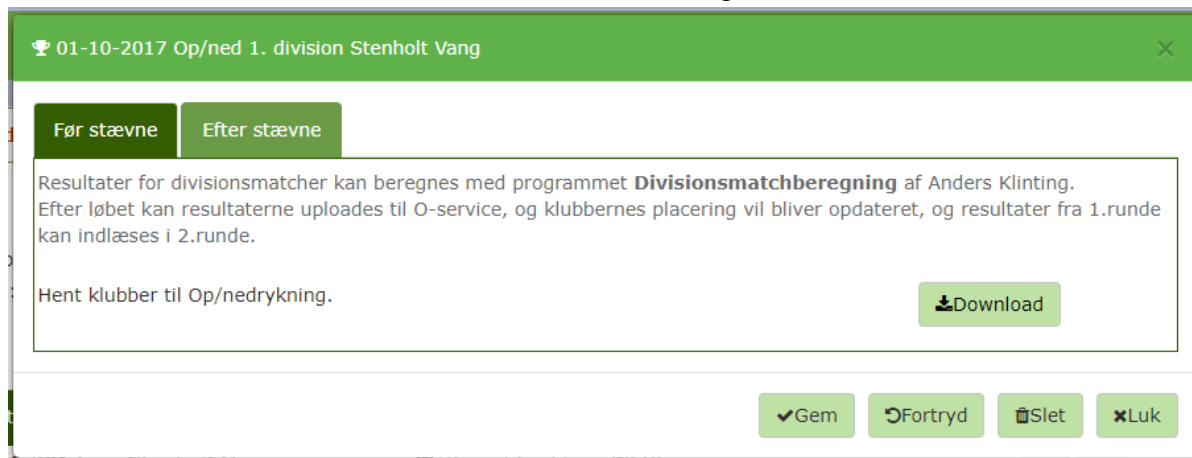 01-10-2017 Op/ned 1. division Stenholt Vang
Før stævne Efter stævne
Resultater for divisionsmatcher kan beregnes med programmet Divisionsmatchberegning af Anders Klinting.
Efter løbet kan resultaterne uploades til O-service, og klubbernes placering vil bliver opdateret, og resultater fra 1.runde
kan indlæses i 2.runde.
Hent klubber til Op/nedrykning. Download
Gem Fortryd Slet Luk